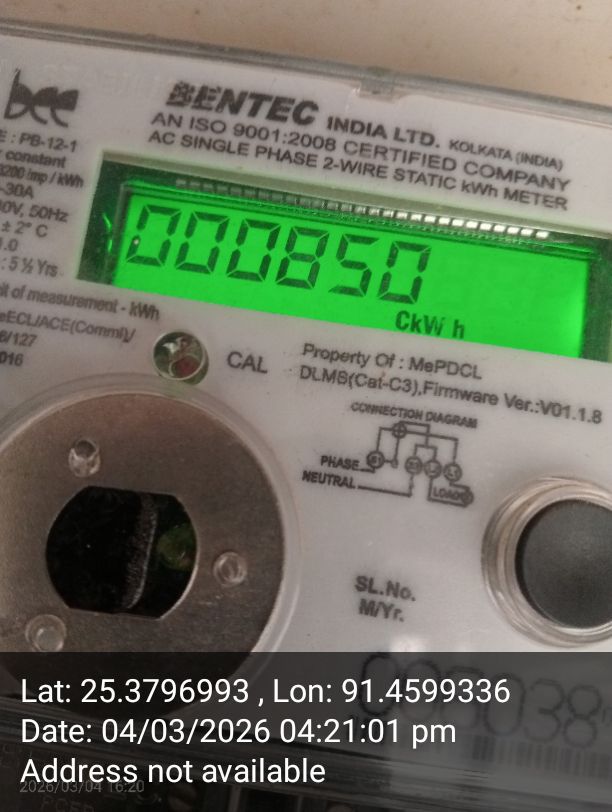 bee
BENTEC INDIA LTD. KOLKATA (INDIA)
AN ISO 9001:2008 CERTIFIED COMPANY
AC SINGLE PHASE 2-WIRE STATIC kWh METER
: PB-12-1
constant
3200 imp / kWh
-30A
0V, 50Hz
± 2° C
1.0
: 5 ½ Yrs
000850
CkW h
it of measurement - kWh
eECL/ACE(Comml)/
6/127
016
CAL
Property Of : MePDCL
DLMS(Cat-C3),Firmware Ver.:V01.1.8
CONNECTION DIAGRAM
PHASE
NEUTRAL
LOAD
SL.No.
M/Yr.
Lat: 25.3796993 , Lon: 91.4599336
Date: 04/03/2026 04:21:01 pm
Address not available
2026/03/04 16:20